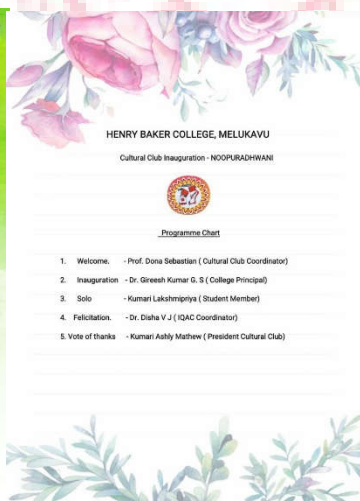 HENRY BAKER COLLEGE, MELUKAVU
Cultural Club Inauguration - NOOPURADHWANI
Programme Chart
1. Welcome. - Prof. Dona Sebastian ( Cultural Club Coordinator)
2. Inauguration - Dr. Gireesh Kumar G. S ( College Principal)
3. Solo - Kumari Lakshmipriya ( Student Member)
4. Felicitation. - Dr. Disha V J ( IQAC Coordinator)
5. Vote of thanks - Kumari Ashly Mathew ( President Cultural Club)